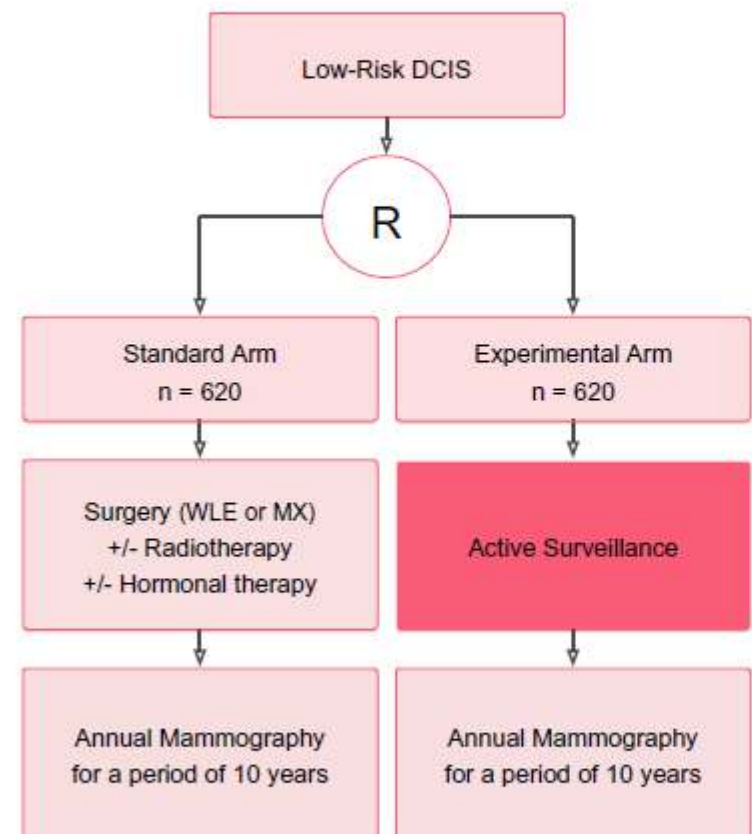 Low-Risk DCIS
R
Standard Arm
n = 620
Experimental Arm
n = 620
Surgery (WLE or MX)
+/- Radiotherapy
+/- Hormonal therapy
Active Surveillance
Annual Mammography
for a period of 10 years
Annual Mammography
for a period of 10 years